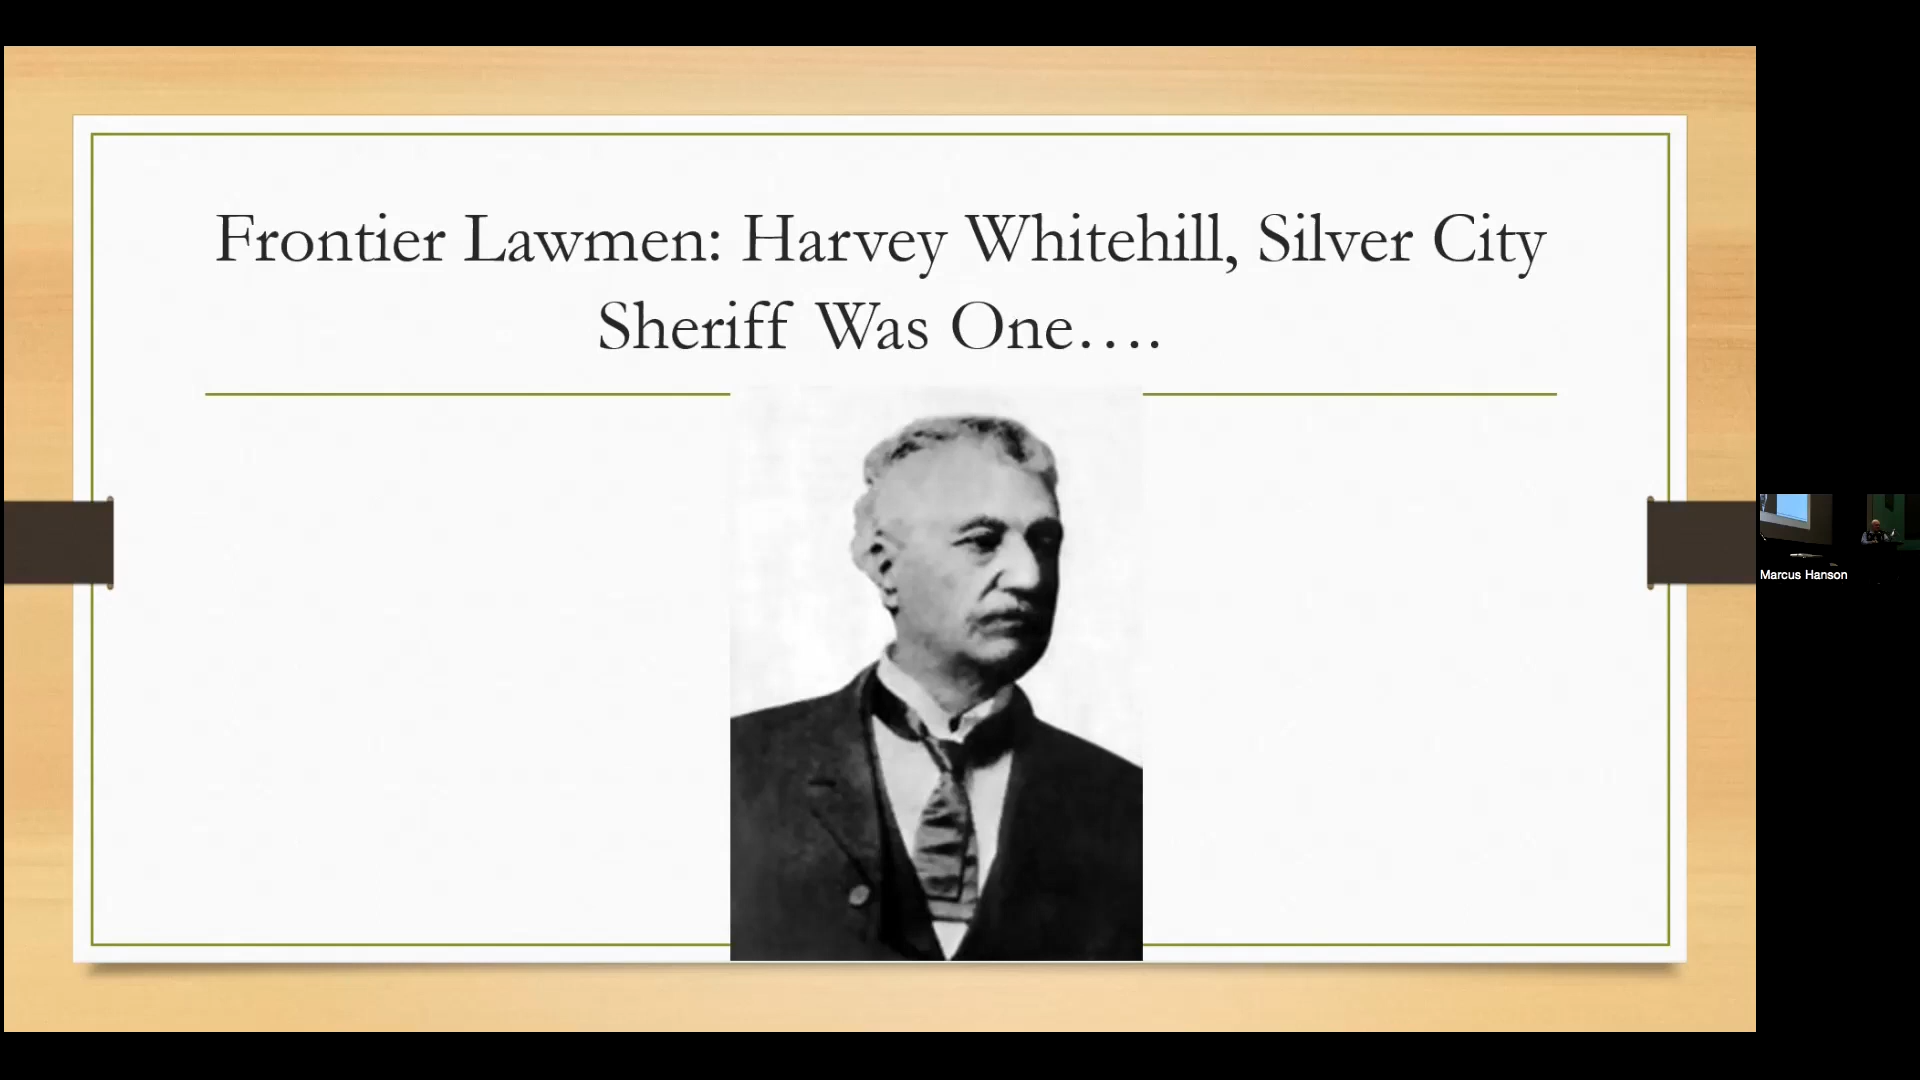 Frontier Lawmen: Harvey Whitehill, Silver City
Sheriff Was One….
Marcus Hanson